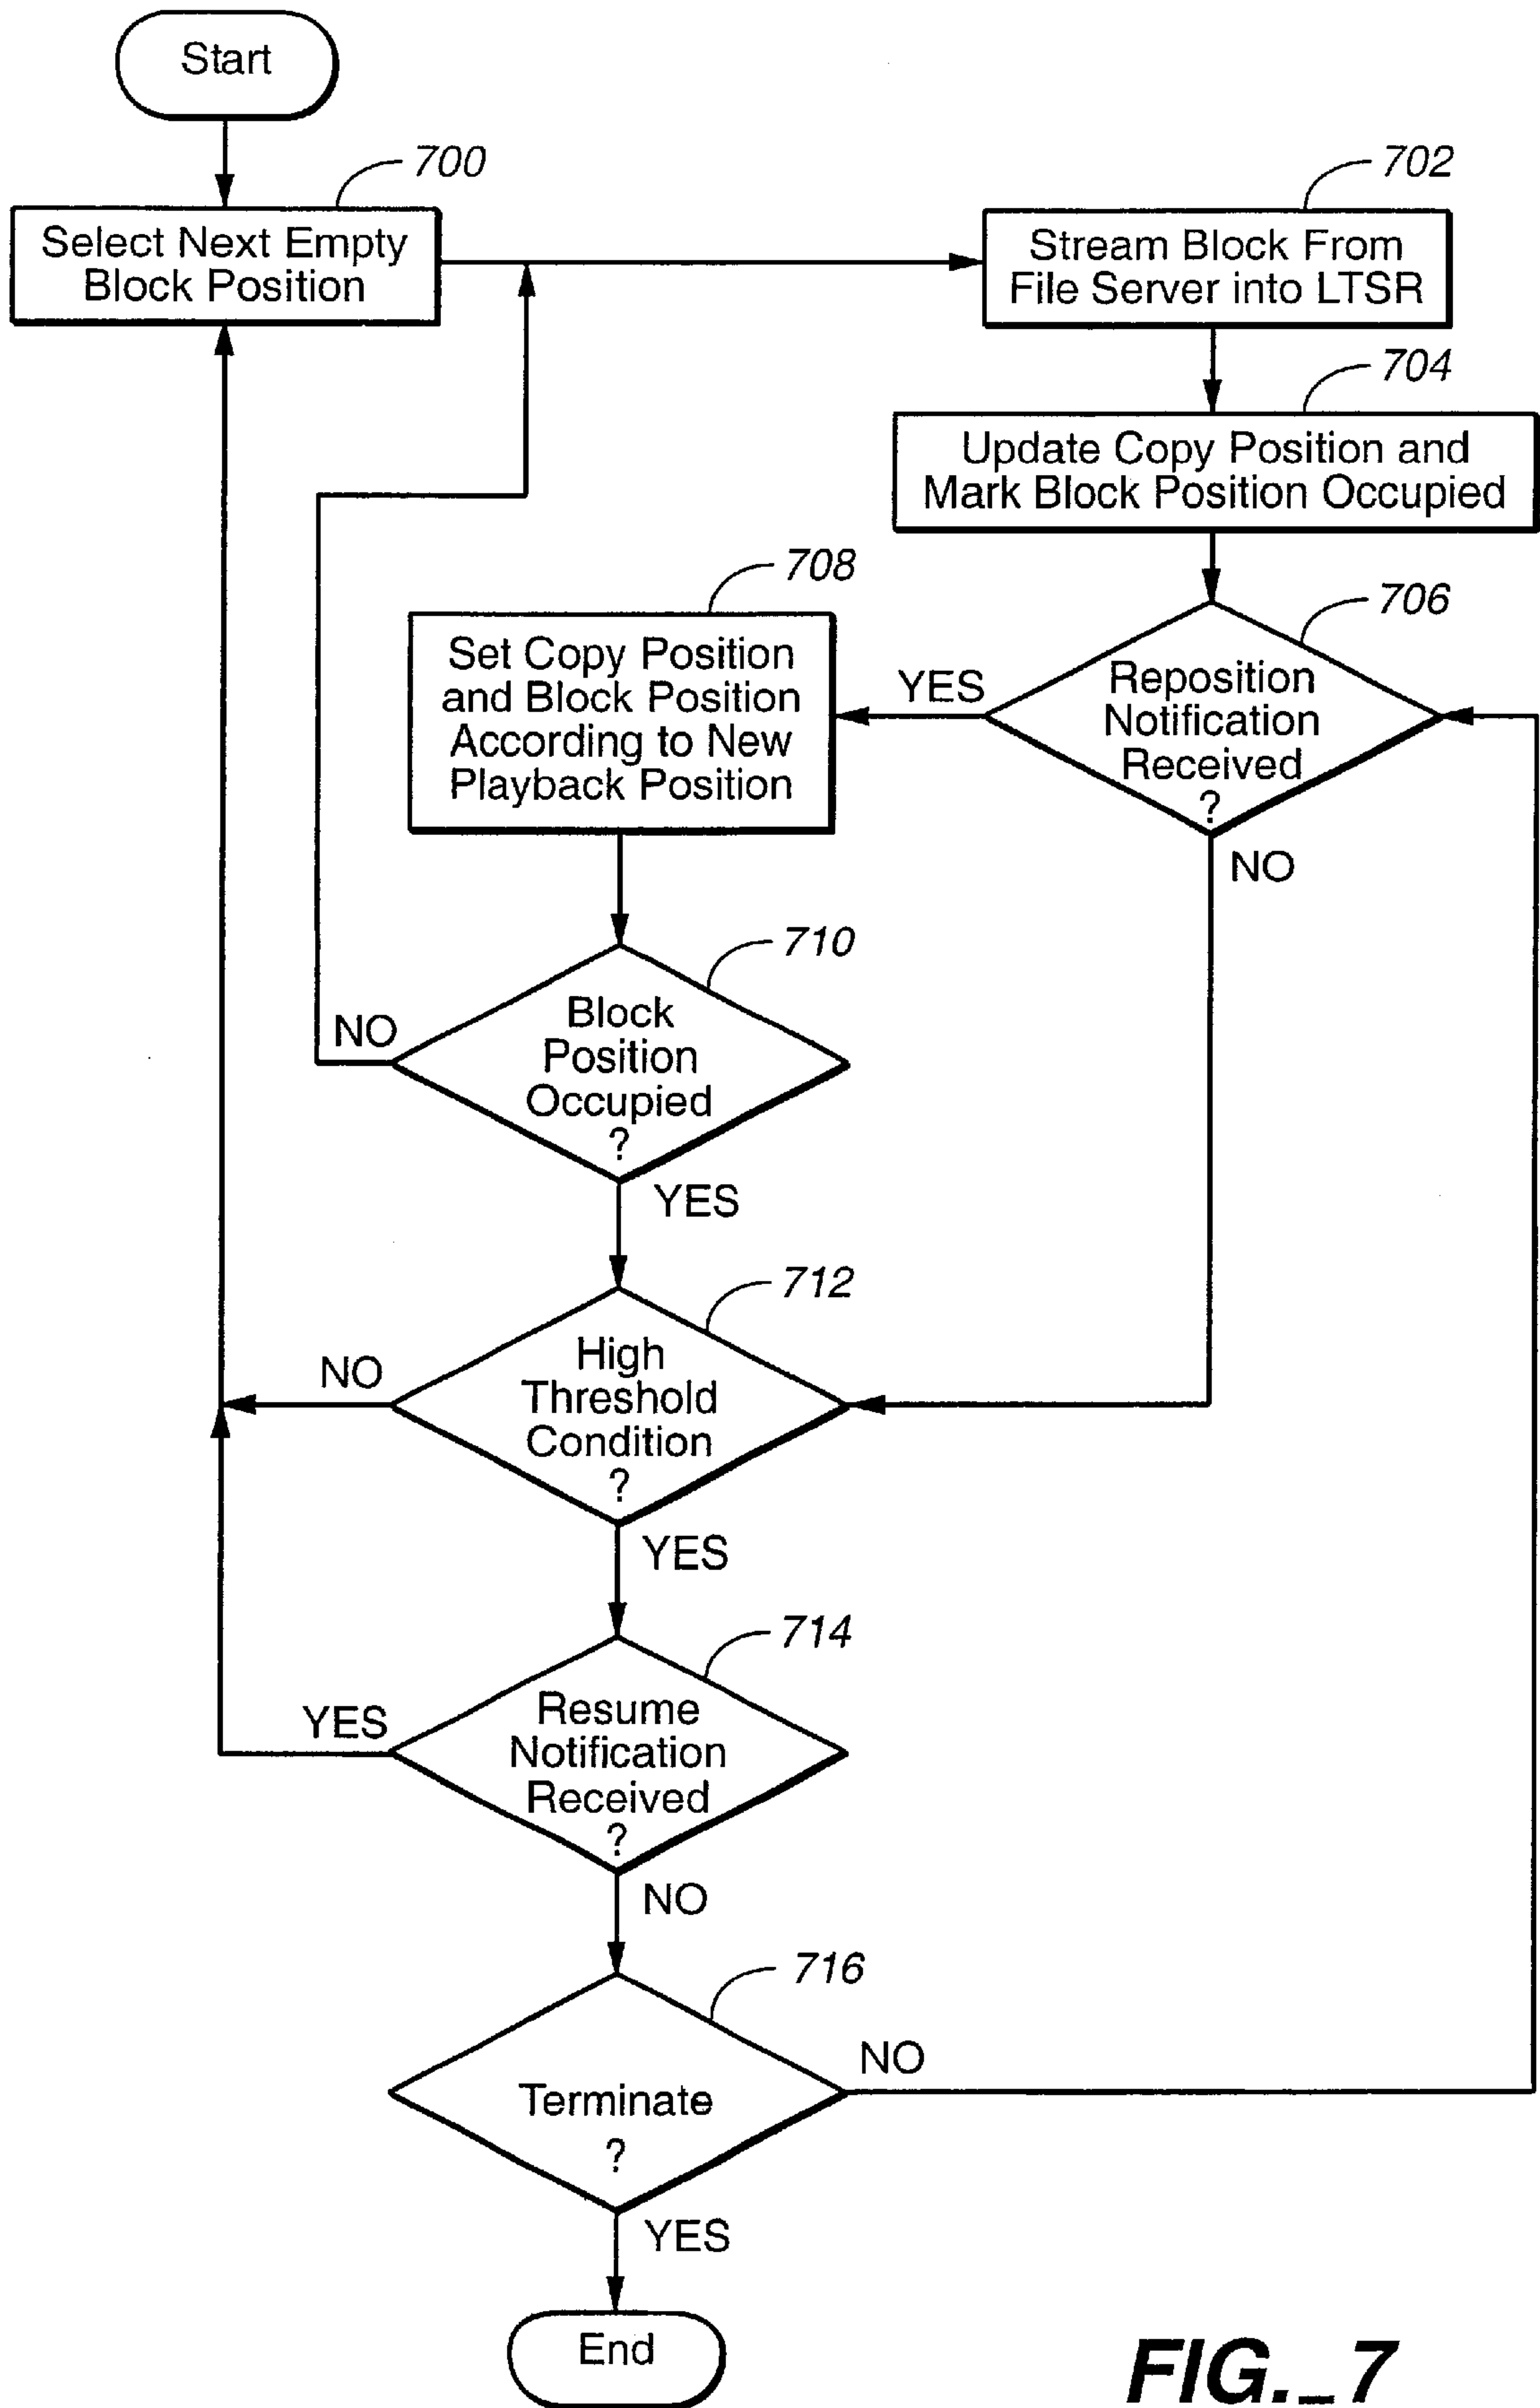 Start
700
Select Next Empty
Block Position
702
Stream Block From
File Server into LTSR
704
Update Copy Position and
Mark Block Position Occupied
706
Reposition
Notification
Received
?
YES
NO
708
Set Copy Position
and Block Position
According to New
Playback Position
710
Block
Position
Occupied
?
NO
YES
712
High
Threshold
Condition
?
NO
YES
714
Resume
Notification
Received
?
YES
NO
716
Terminate
?
NO
YES
End
FIG._7